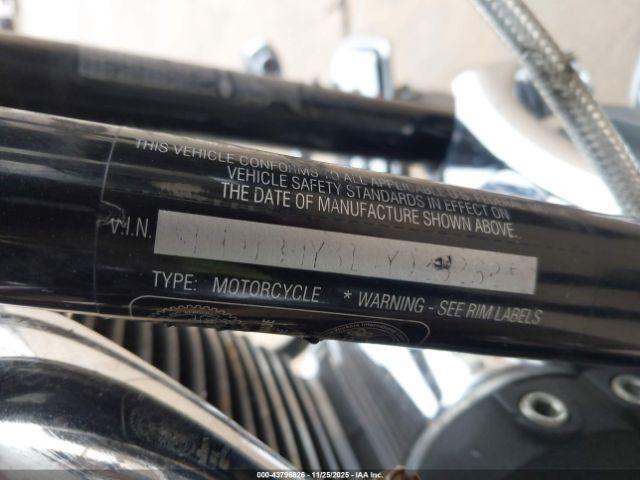 THIS VEHICLE CONFORMS TO ALL APPLICABLE U.S. FEDERAL
VEHICLE SAFETY STANDARDS IN EFFECT ON
THE DATE OF MANUFACTURE SHOWN ABOVE.
V.I.N.
TYPE: MOTORCYCLE * WARNING - SEE RIM LABELS
000-43796826 - 11/25/2025 - IAA Inc.